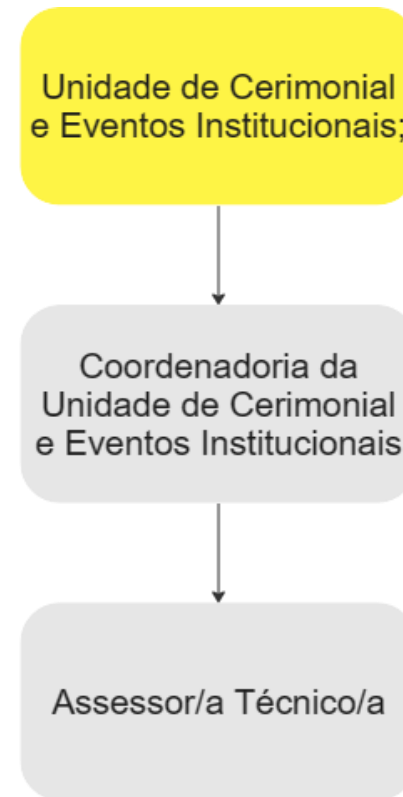 Unidade de Cerimonial
e Eventos Institucionais;
Coordenadoria da
Unidade de Cerimonial
e Eventos Institucionais
Assessor/a Técnico/a